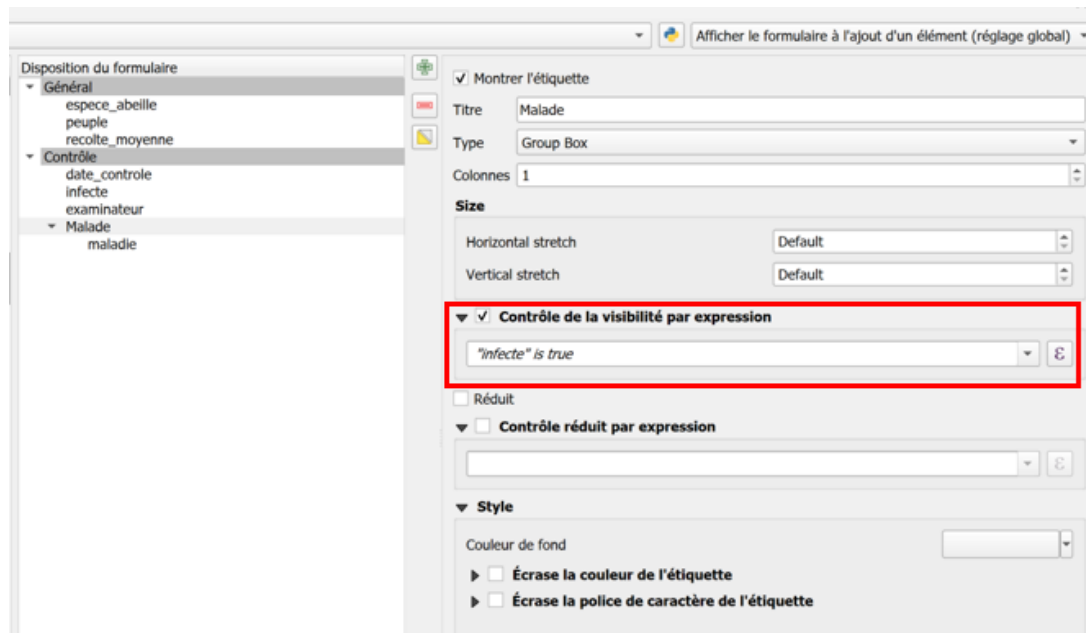 Afficher le formulaire à l'ajout d'un élément (réglage global)
Disposition du formulaire
Général
espece_abeille
peuple
recolte_moyenne
Contrôle
date_controle
infecte
examinateur
Malade
maladie
Montrer l'étiquette
Titre Malade
Type Group Box
Colonnes 1
Size
Horizontal stretch Default
Vertical stretch Default
Contrôle de la visibilité par expression
"infecte" is true
ε
Réduit
Contrôle réduit par expression
ε
Style
Couleur de fond
Écrase la couleur de l'étiquette
Écrase la police de caractère de l'étiquette